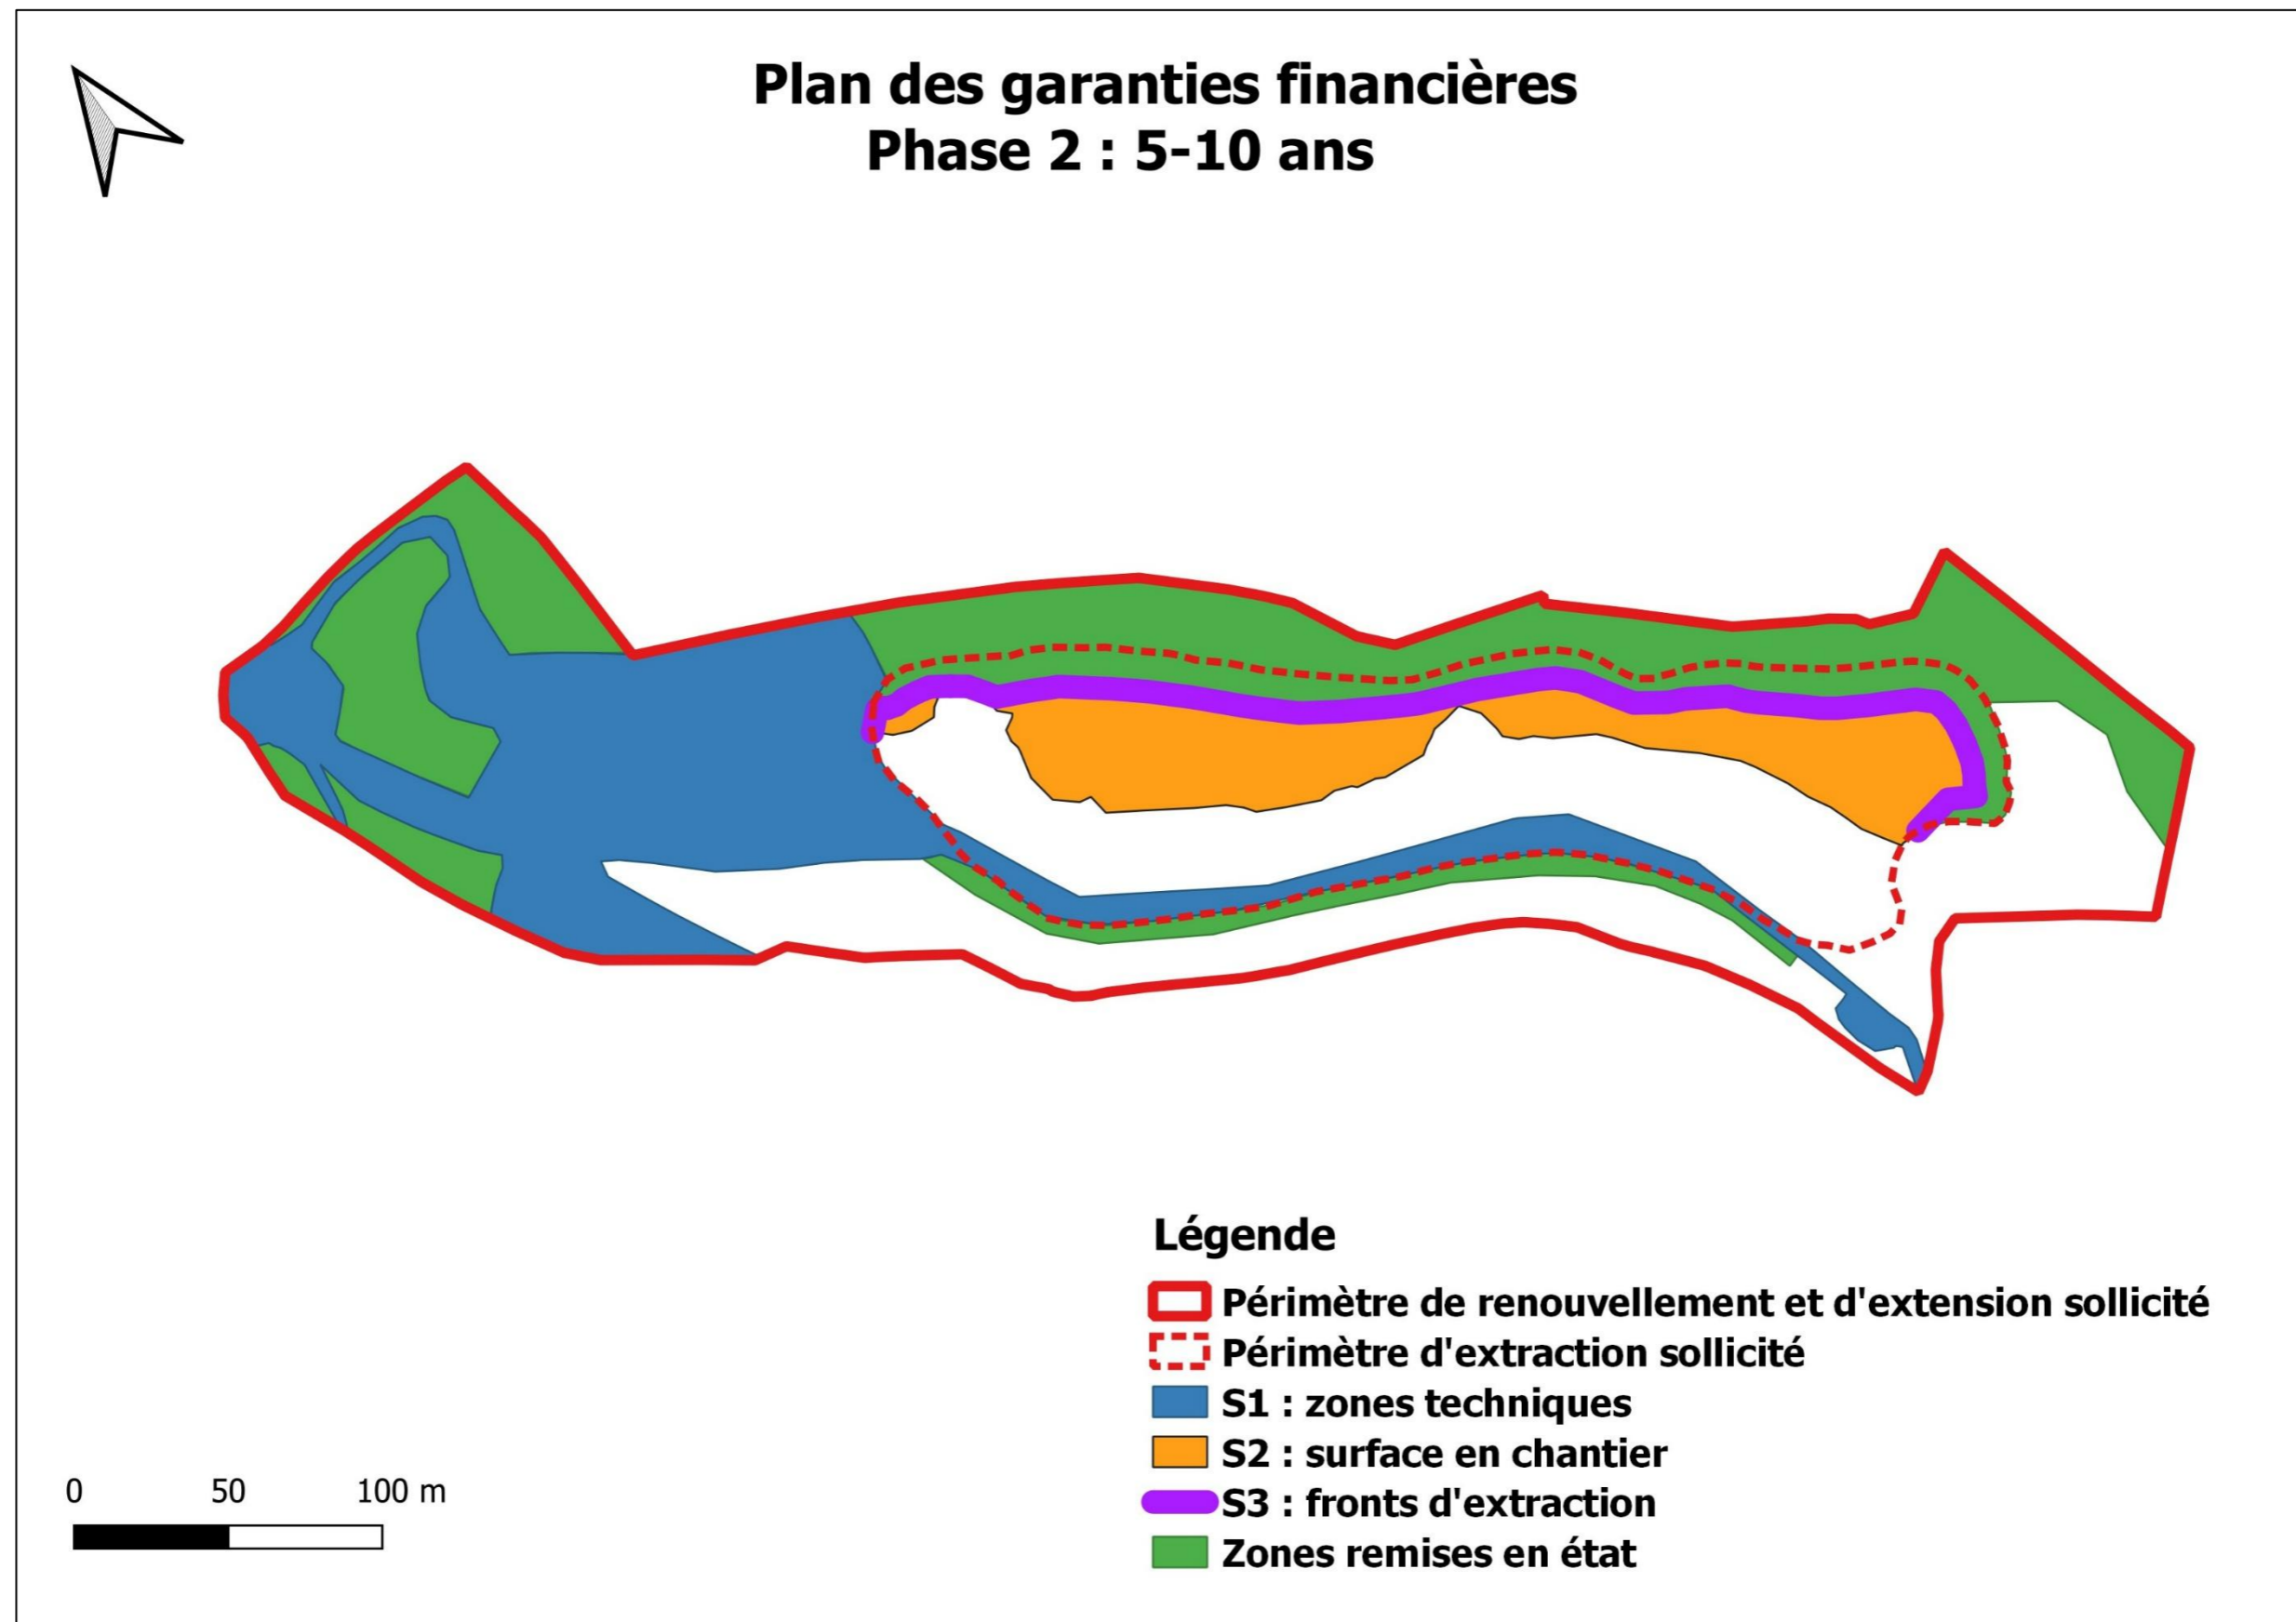 Plan des garanties financières
Phase 2 : 5-10 ans
Légende
Périmètre de renouvellement et d'extension sollicité
Périmètre d'extraction sollicité
S1 : zones techniques
S2 : surface en chantier
S3 : fronts d'extraction
Zones remises en état
0 50 100 m